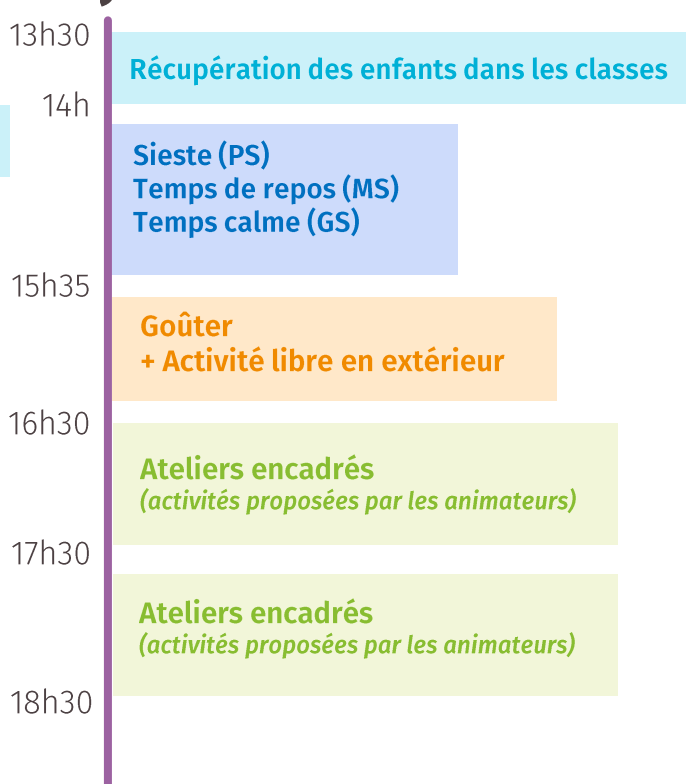 13h30
Récupération des enfants dans les classes
14h
Sieste (PS)
Temps de repos (MS)
Temps calme (GS)
15h35
Goûter
+ Activité libre en extérieur
16h30
Ateliers encadrés
(activités proposées par les animateurs)
17h30
Ateliers encadrés
(activités proposées par les animateurs)
18h30